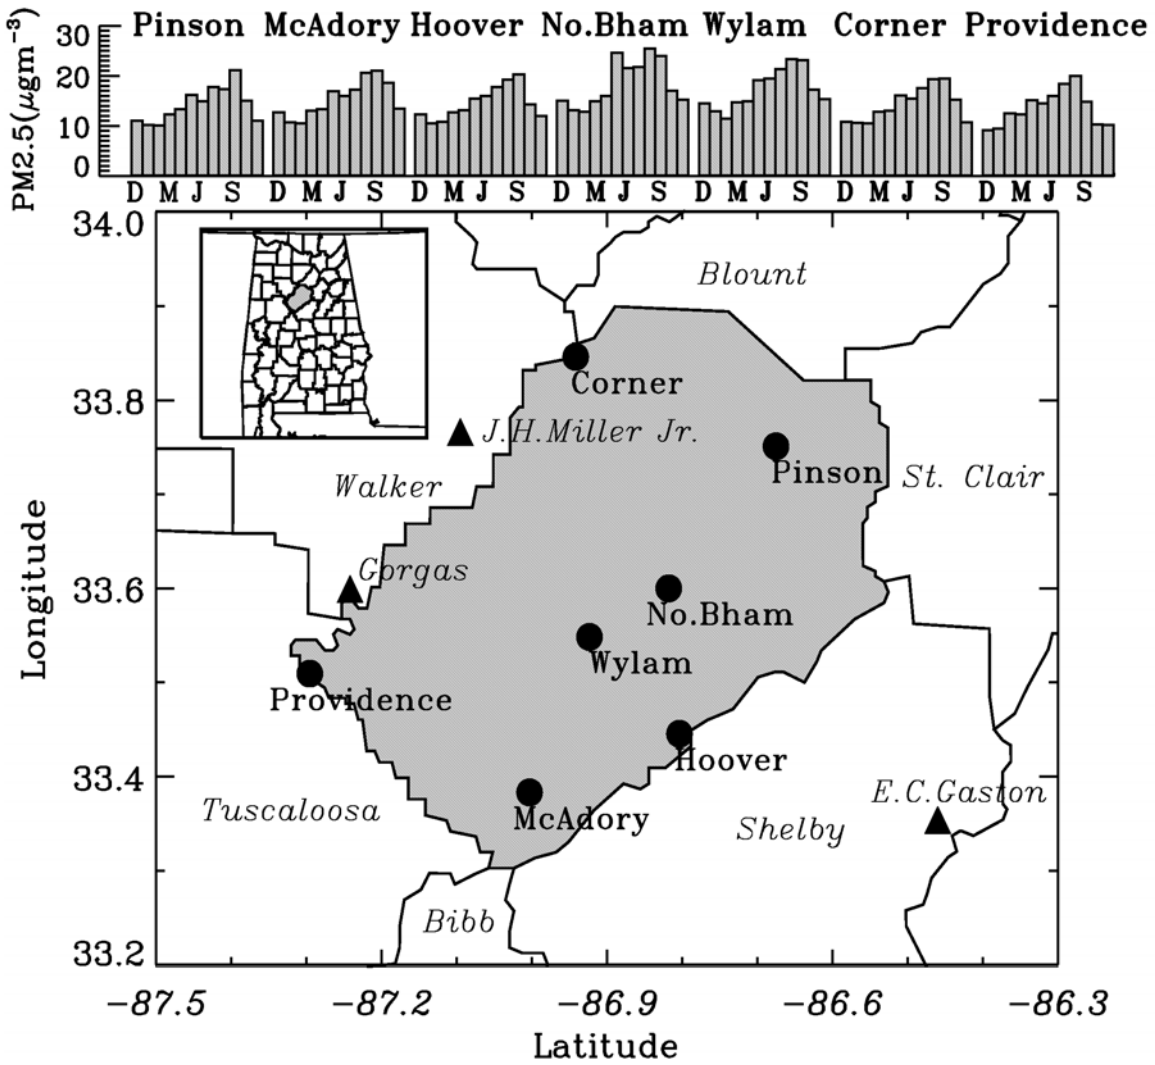 Pinson McAdory Hoover No.Bham Wylam Corner Providence
PM2.5(μgm⁻³)
30
20
10
0
D M J S D M J S D M J S D M J S D M J S D M J S D M J S
34.0
Blount
Corner
33.8
J.H.Miller Jr.
Pinson
St. Clair
Walker
Longitude
Gorgas
33.6
No.Bham
Wylam
Providence
Hoover
33.4
E.C.Gaston
Tuscaloosa
McAdory
Shelby
Bibb
33.2
−87.5 −87.2 −86.9 −86.6 −86.3
Latitude